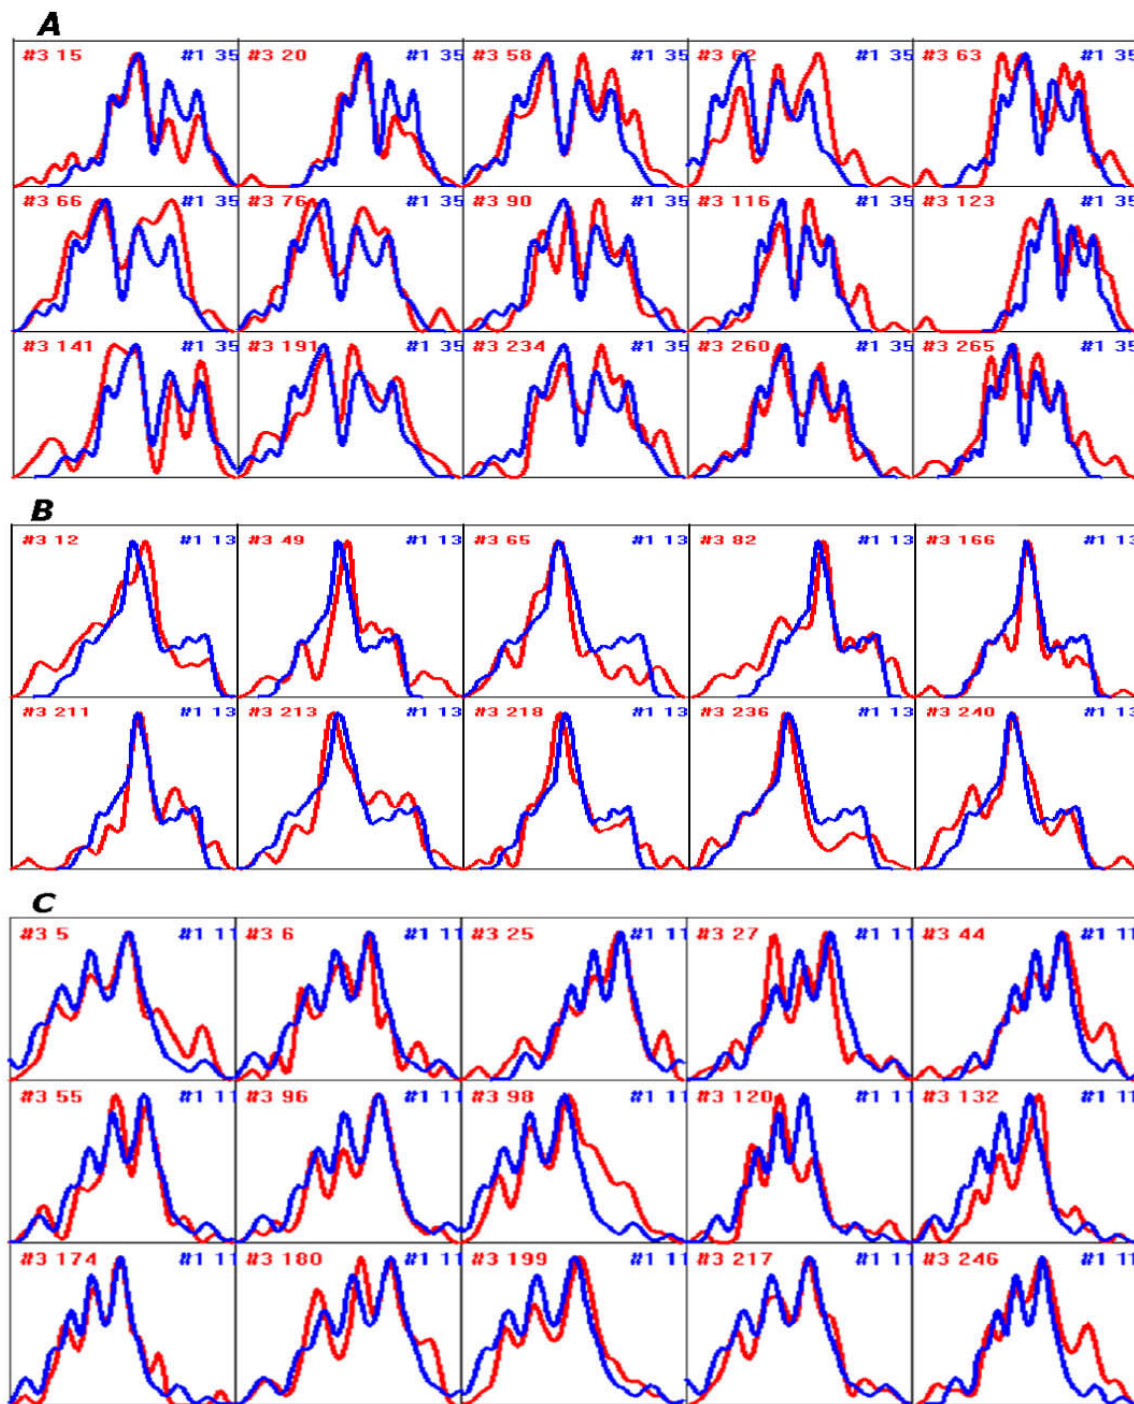 A
#3 15 #1 35 #3 20 #1 35 #3 58 #1 35 #3 62 #1 35 #3 63 #1 35
#3 66 #1 35 #3 76 #1 35 #3 90 #1 35 #3 116 #1 35 #3 123 #1 35
#3 141 #1 35 #3 191 #1 35 #3 234 #1 35 #3 260 #1 35 #3 265 #1 35
B
#3 12 #1 13 #3 49 #1 13 #3 65 #1 13 #3 82 #1 13 #3 166 #1 13
#3 211 #1 13 #3 213 #1 13 #3 218 #1 13 #3 236 #1 13 #3 240 #1 13
C
#3 5 #1 11 #3 6 #1 11 #3 25 #1 11 #3 27 #1 11 #3 44 #1 11
#3 55 #1 11 #3 96 #1 11 #3 98 #1 11 #3 120 #1 11 #3 132 #1 11
#3 174 #1 11 #3 180 #1 11 #3 199 #1 11 #3 217 #1 11 #3 246 #1 11